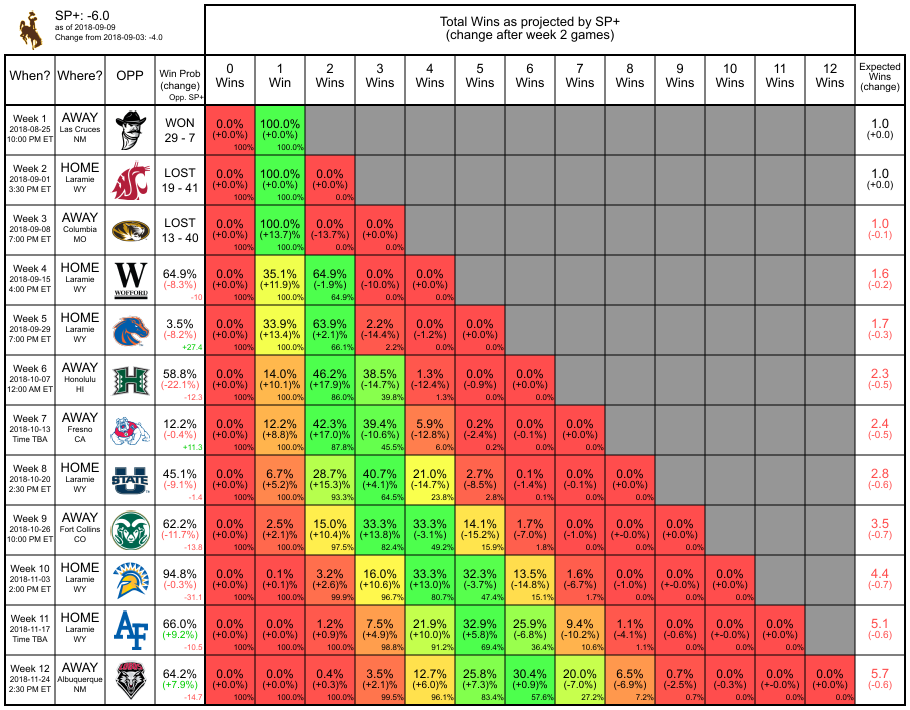 SP+: -6.0
as of 2018-09-09
Change from 2018-09-03: -4.0
Total Wins as projected by SP+
(change after week 2 games)
When? Where? OPP Win Prob (change) Opp. SP+ 0 Wins 1 Win 2 Wins 3 Wins 4 Wins 5 Wins 6 Wins 7 Wins 8 Wins 9 Wins 10 Wins 11 Wins 12 Wins Expected Wins (change)
Week 1 AWAY WON 0.0% 100.0% 1.0
2018-08-25 Las Cruces 29 - 7 (+0.0%) (+0.0%) (+0.0)
10:00 PM ET NM 100% 100.0%
Week 2 HOME LOST 0.0% 100.0% 0.0% 1.0
2018-09-01 Laramie 19 - 41 (+0.0%) (+0.0%) (+0.0%) (+0.0)
3:30 PM ET WY 100% 100.0% 0.0%
Week 3 AWAY LOST 0.0% 100.0% 0.0% 0.0% 1.0
2018-09-08 Columbia 13 - 40 (+0.0%) (+13.7)% (-13.7%) (+0.0%) (-0.1)
7:00 PM ET MO 100% 100.0% 0.0% 0.0%
Week 4 HOME W 64.9% 0.0% 35.1% 64.9% 0.0% 0.0% 1.6
2018-09-15 Laramie (-8.3%) (+0.0%) (+11.9)% (-1.9%) (-10.0%) (+0.0%) (-0.2)
4:00 PM ET WY WOFFORD -10 100% 100.0% 64.9% 0.0% 0.0%
Week 5 HOME 3.5% 0.0% 33.9% 63.9% 2.2% 0.0% 0.0% 1.7
2018-09-29 Laramie (-8.2%) (+0.0%) (+13.4)% (+2.1)% (-14.4%) (-1.2%) (+0.0%) (-0.3)
7:00 PM ET WY +27.4 100% 100.0% 66.1% 2.2% 0.0% 0.0%
Week 6 AWAY H 58.8% 0.0% 14.0% 46.2% 38.5% 1.3% 0.0% 0.0% 2.3
2018-10-07 Honolulu (-22.1%) (+0.0%) (+10.1)% (+17.9)% (-14.7%) (-12.4%) (-0.9%) (+0.0%) (-0.5)
12:00 AM ET HI -12.3 100% 100.0% 86.0% 39.8% 1.3% 0.0% 0.0%
Week 7 AWAY 12.2% 0.0% 12.2% 42.3% 39.4% 5.9% 0.2% 0.0% 0.0% 2.4
2018-10-13 Fresno (-0.4%) (+0.0%) (+8.8)% (+17.0)% (-10.6%) (-12.8%) (-2.4%) (-0.1%) (+0.0%) (-0.5)
Time TBA CA +11.3 100% 100.0% 87.8% 45.5% 6.0% 0.2% 0.0% 0.0%
Week 8 HOME U 45.1% 0.0% 6.7% 28.7% 40.7% 21.0% 2.7% 0.1% 0.0% 0.0% 2.8
2018-10-20 Laramie STATE (-9.1%) (+0.0%) (+5.2)% (+15.3)% (+4.1)% (-14.7%) (-8.5%) (-1.4%) (-0.1%) (+0.0%) (-0.6)
2:30 PM ET WY -1.4 100% 100.0% 93.3% 64.5% 23.8% 2.8% 0.1% 0.0% 0.0%
Week 9 AWAY 62.2% 0.0% 2.5% 15.0% 33.3% 33.3% 14.1% 1.7% 0.0% 0.0% 0.0% 3.5
2018-10-26 Fort Collins (-11.7%) (+0.0%) (+2.1)% (+10.4)% (+13.8)% (-3.1%) (-15.2%) (-7.0%) (-1.0%) (+-0.0%) (+0.0%) (-0.7)
10:00 PM ET CO -13.8 100% 100.0% 97.5% 82.4% 49.2% 15.9% 1.8% 0.0% 0.0% 0.0%
Week 10 HOME 94.8% 0.0% 0.1% 3.2% 16.0% 33.3% 32.3% 13.5% 1.6% 0.0% 0.0% 0.0% 4.4
2018-11-03 Laramie (-0.3%) (+0.0%) (+0.1)% (+2.6)% (+10.6)% (+13.0)% (-3.7%) (-14.8%) (-6.7%) (-1.0%) (+-0.0%) (+0.0%) (-0.7)
2:00 PM ET WY -31.1 100% 100.0% 99.9% 96.7% 80.7% 47.4% 15.1% 1.7% 0.0% 0.0% 0.0%
Week 11 HOME AF 66.0% 0.0% 0.0% 1.2% 7.5% 21.9% 32.9% 25.9% 9.4% 1.1% 0.0% 0.0% 0.0% 5.1
2018-11-17 Laramie (+9.2%) (+0.0%) (+0.0)% (+0.9)% (+4.9)% (+10.0)% (+5.8)% (-6.8%) (-10.2%) (-4.1%) (-0.6%) (+-0.0%) (+0.0%) (-0.6)
Time TBA WY -10.5 100% 100.0% 100.0% 98.8% 91.2% 69.4% 36.4% 10.6% 1.1% 0.0% 0.0% 0.0%
Week 12 AWAY 64.2% 0.0% 0.0% 0.4% 3.5% 12.7% 25.8% 30.4% 20.0% 6.5% 0.7% 0.0% 0.0% 0.0% 5.7
2018-11-24 Albuquerque (+7.9%) (+0.0%) (+0.0)% (+0.3)% (+2.1)% (+6.0)% (+7.3)% (+0.9)% (-7.0%) (-6.9%) (-2.5%) (-0.3%) (+-0.0%) (+0.0%) (-0.6)
2:30 PM ET NM -14.7 100% 100.0% 100.0% 99.5% 96.1% 83.4% 57.6% 27.2% 7.2% 0.7% 0.0% 0.0% 0.0%